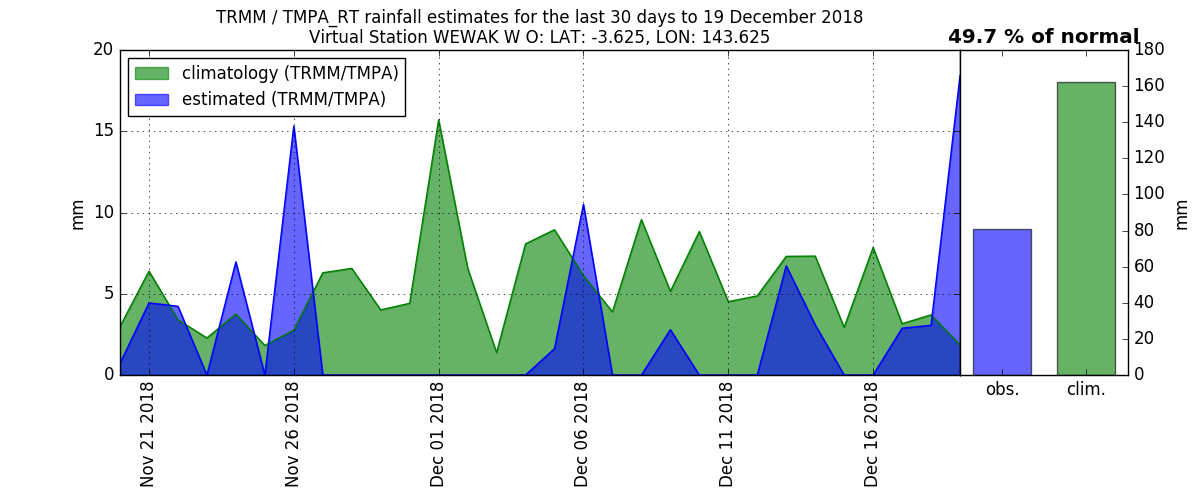 TRMM / TMPA_RT rainfall estimates for the last 30 days to 19 December 2018
Virtual Station WEWAK W O: LAT: -3.625, LON: 143.625
49.7 % of normal
climatology (TRMM/TMPA)
estimated (TRMM/TMPA)
20
15
10
5
0
mm
180
160
140
120
100
80
60
40
20
0
mm
obs.
clim.
Nov 21 2018
Nov 26 2018
Dec 01 2018
Dec 06 2018
Dec 11 2018
Dec 16 2018